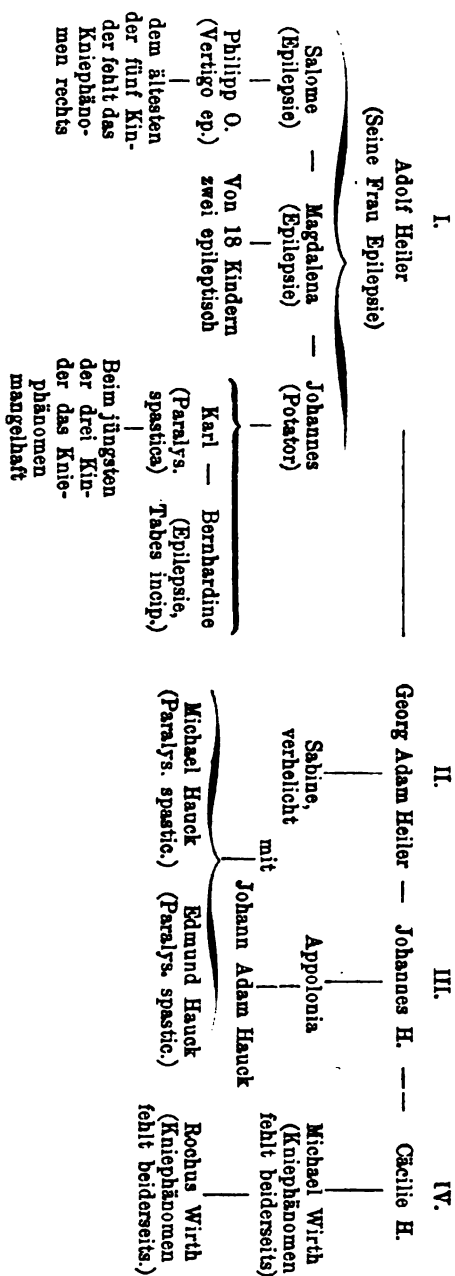 I.
Adolf Heiler
(Seine Frau Epilepsie)
Salome — Magdalena — Johannes
(Epilepsie) (Epilepsie) (Potator)
Philipp O.
(Vertigo ep.)
dem ältesten
der fünf Kin-
der fehlt das
Kniephäno-
men rechts
Von 18 Kindern
zwei epileptisch
Karl — Bernhardine
(Paralys.
spastica)
(Epilepsie,
Tabes incip.)
Beim jüngsten
der drei Kin-
der das Knie-
phänomen
mangelhaft
II.
Georg Adam Heiler —
Sabine,
verhelicht
mit
III.
Johannes H. —
Appolonia
Johann Adam Hauck
Michael Hauck
(Paralys. spastic.)
Edmund Hauck
(Paralys. spastic.)
IV.
Cäcilie H.
Michael Wirth
(Kniephänomen
fehlt beiderseits)
Rochus Wirth
(Kniephänomen
fehlt beiderseits.)